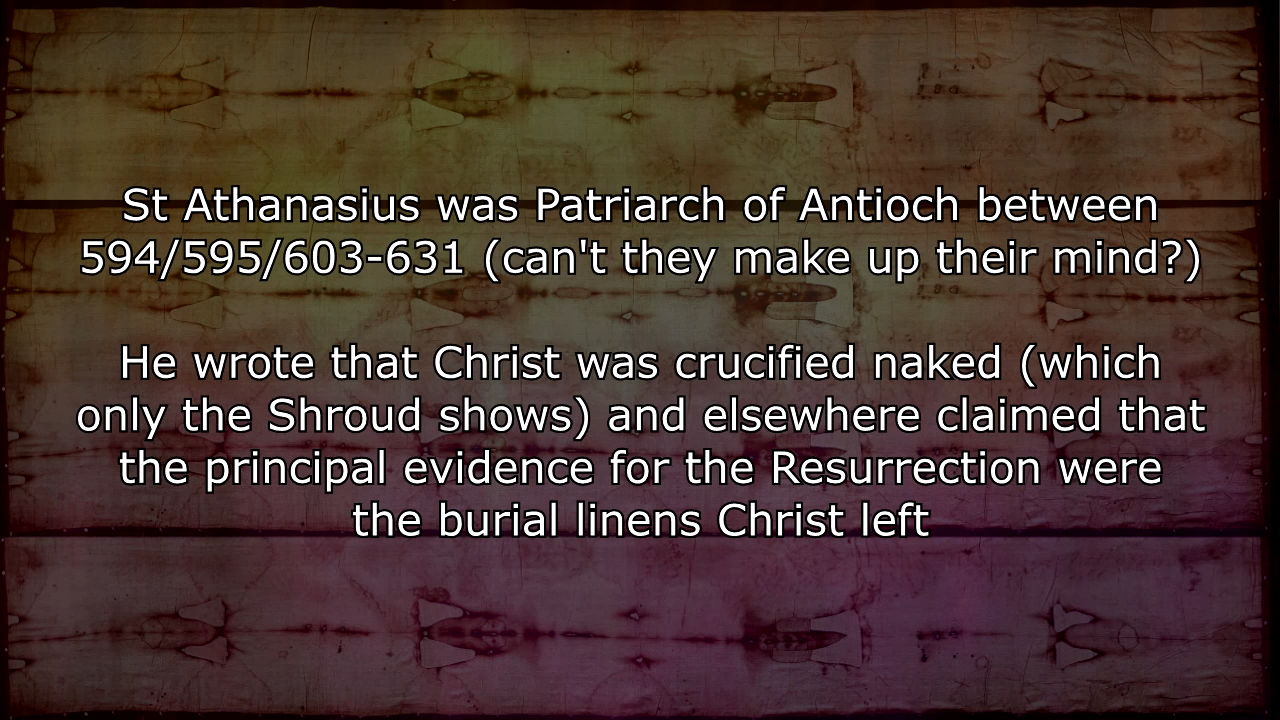 St Athanasius was Patriarch of Antioch between
594/595/603-631 (can't they make up their mind?)
He wrote that Christ was crucified naked (which
only the Shroud shows) and elsewhere claimed that
the principal evidence for the Resurrection were
the burial linens Christ left